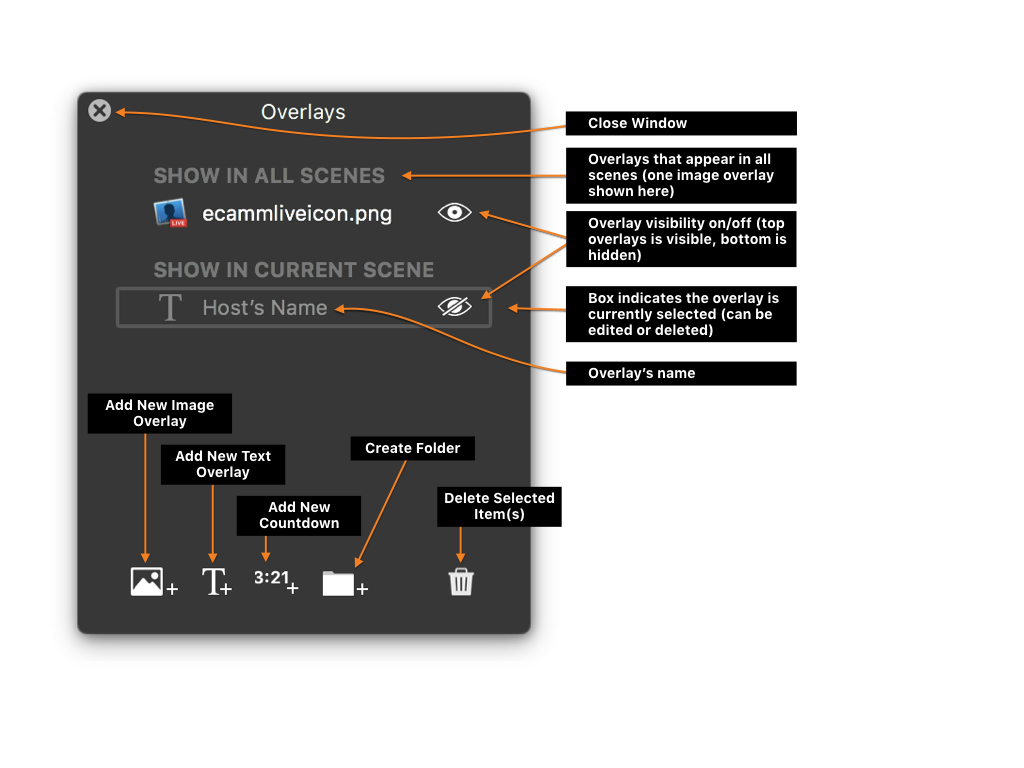 Overlays
Close Window
Overlays that appear in all
scenes (one image overlay
shown here)
SHOW IN ALL SCENES
LIVE
ecammliveicon.png
Overlay visibility on/off (top
overlays is visible, bottom is
hidden)
SHOW IN CURRENT SCENE
T
Host's Name
Box indicates the overlay is
currently selected (can be
edited or deleted)
Overlay's name
Add New Image
Overlay
Add New Text
Overlay
Create Folder
Add New
Countdown
Delete Selected
Item(s)
+
T+
3:21+
+